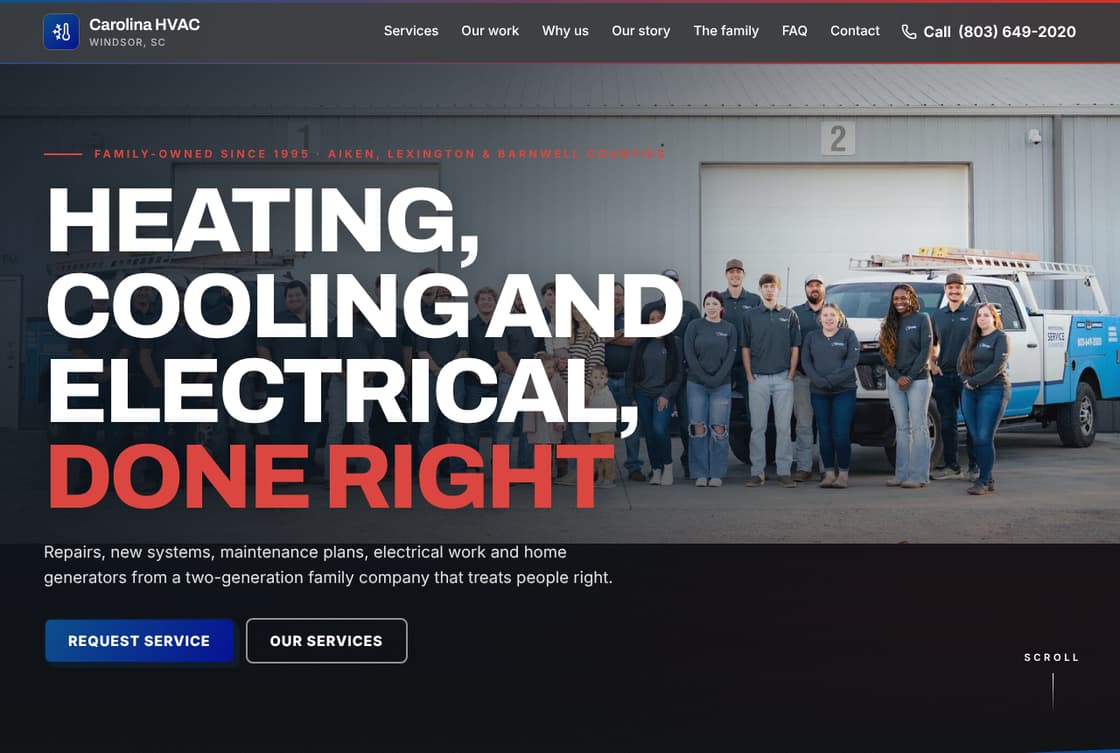 Carolina HVAC
WINDSOR, SC
Services Our work Why us Our story The family FAQ Contact Call (803) 649-2020
1
2
FAMILY-OWNED SINCE 1995 · AIKEN, LEXINGTON & BARNWELL COUNTIES
HEATING,
COOLING AND
ELECTRICAL,
DONE RIGHT
SERVICE
Repairs, new systems, maintenance plans, electrical work and home
generators from a two-generation family company that treats people right.
REQUEST SERVICE
OUR SERVICES
SCROLL